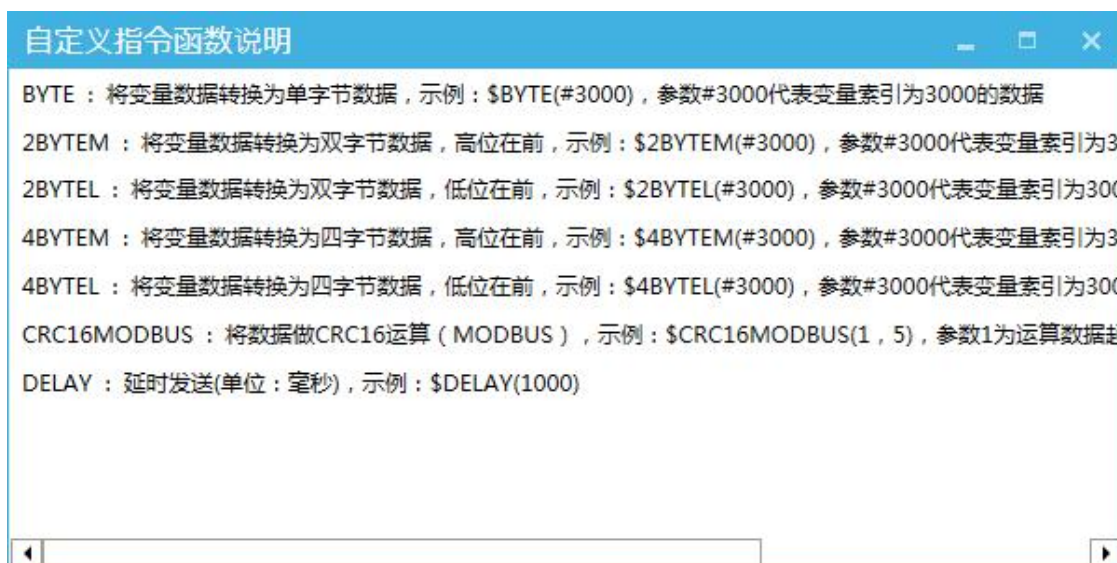 自定义指令函数说明
BYTE : 将变量数据转换为单字节数据，示例：$BYTE(#3000)，参数#3000代表变量索引为3000的数据
2BYTEM : 将变量数据转换为双字节数据，高位在前，示例：$2BYTEM(#3000)，参数#3000代表变量索引为3
2BYTEL : 将变量数据转换为双字节数据，低位在前，示例：$2BYTEL(#3000)，参数#3000代表变量索引为300
4BYTEM : 将变量数据转换为四字节数据，高位在前，示例：$4BYTEM(#3000)，参数#3000代表变量索引为3
4BYTEL : 将变量数据转换为四字节数据，低位在前，示例：$4BYTEL(#3000)，参数#3000代表变量索引为300
CRC16MODBUS : 将数据做CRC16运算（MODBUS），示例：$CRC16MODBUS(1，5)，参数1为运算数据起
DELAY : 延时发送(单位：毫秒)，示例：$DELAY(1000)